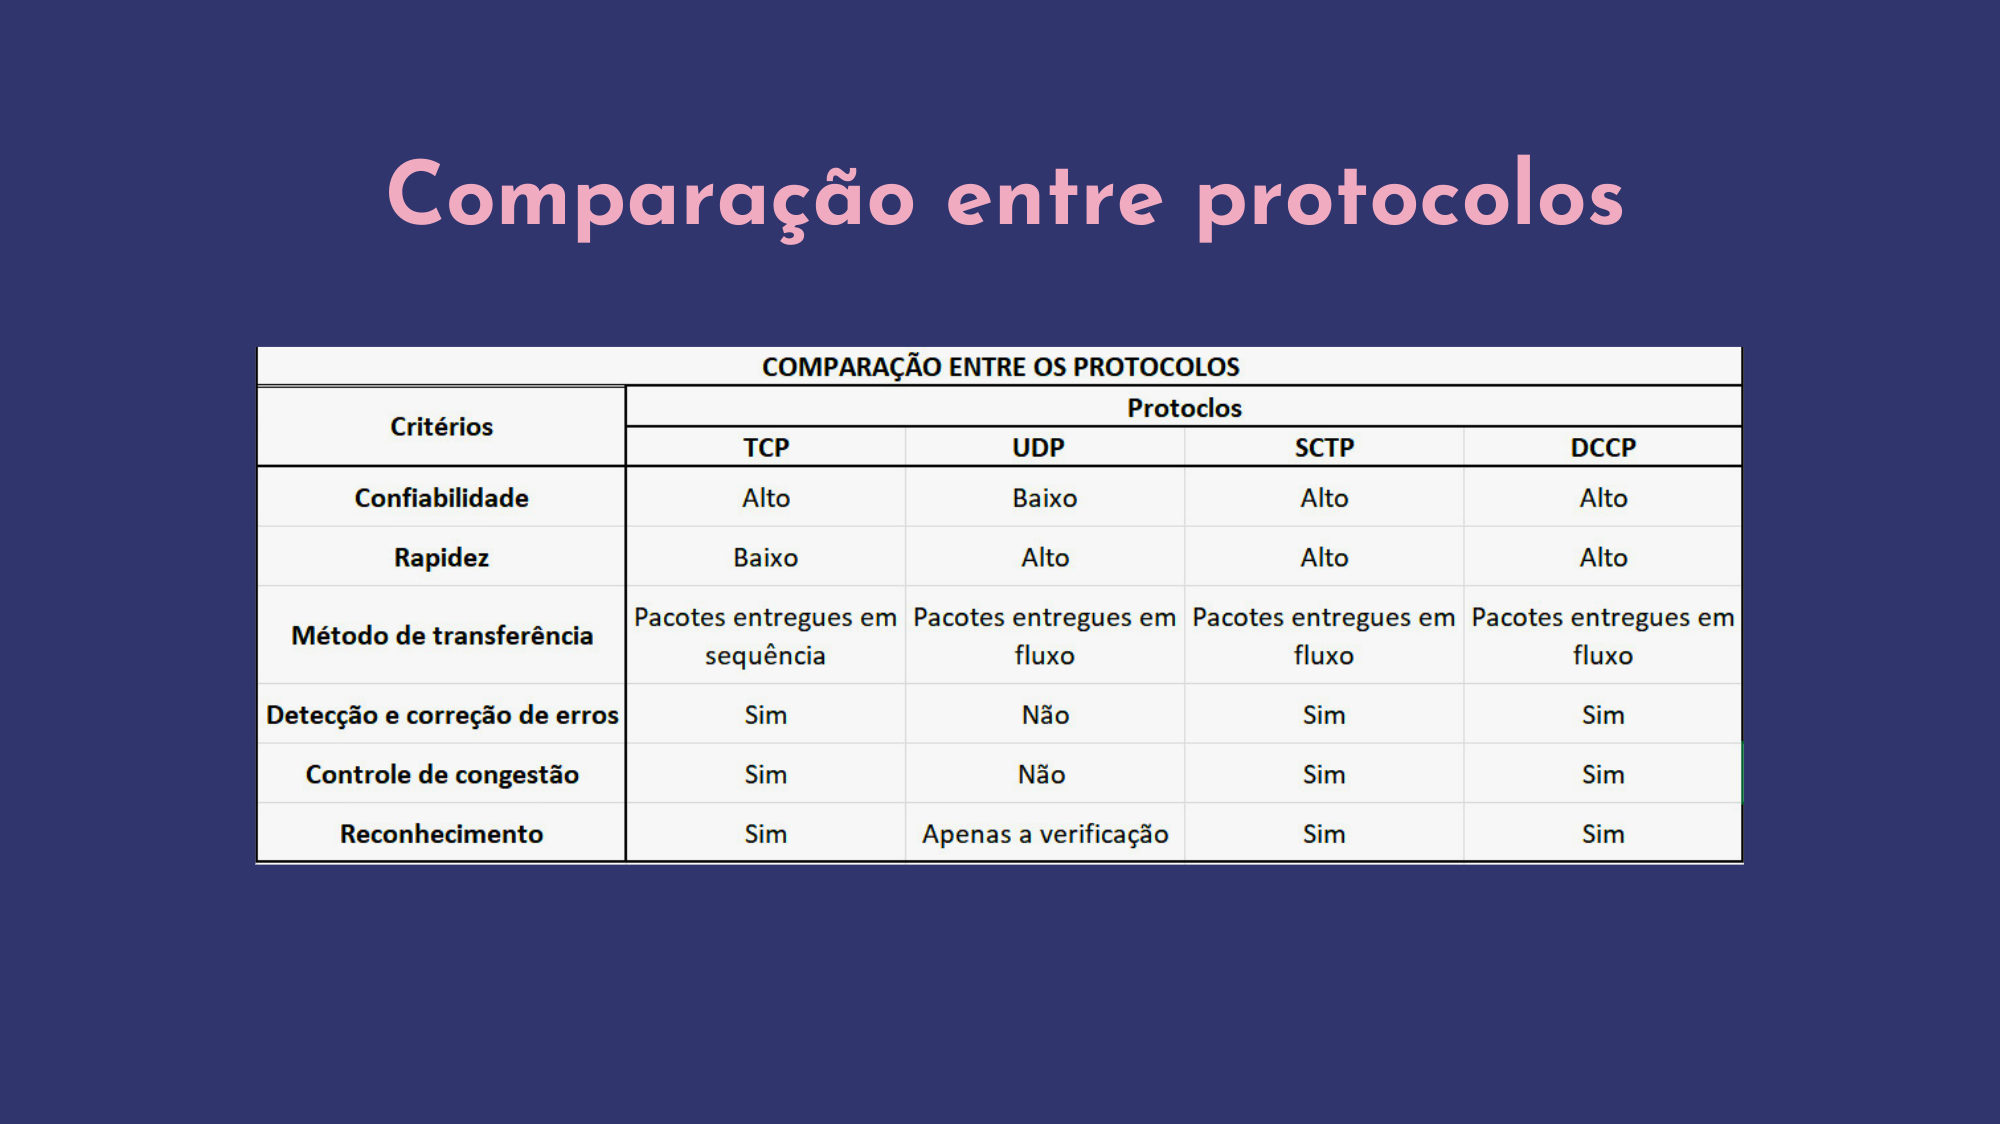 Comparação entre protocolos
COMPARAÇÃO ENTRE OS PROTOCOLOS
Critérios
Protoclos
TCP UDP SCTP DCCP
Confiabilidade Alto Baixo Alto Alto
Rapidez Baixo Alto Alto Alto
Método de transferência
Pacotes entregues em Pacotes entregues em Pacotes entregues em Pacotes entregues em
sequência fluxo fluxo fluxo
Detecção e correção de erros Sim Não Sim Sim
Controle de congestão Sim Não Sim Sim
Reconhecimento Sim Apenas a verificação Sim Sim